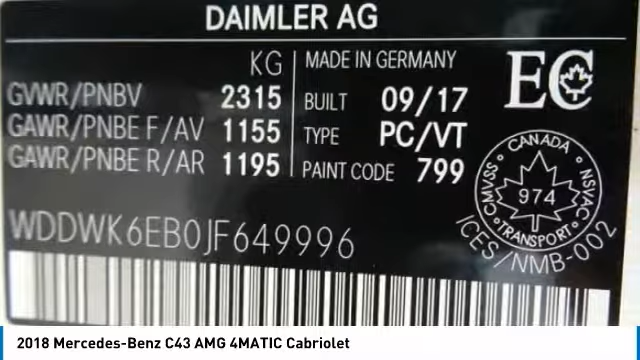 DAIMLER AG
KG
GVWR/PNBV 2315
GAWR/PNBE F/AV 1155
GAWR/PNBE R/AR 1195
MADE IN GERMANY
BUILT 09/17
TYPE PC/VT
PAINT CODE 799
EC
CANADA
CMVSS NSVAC
974
TRANSPORT
ICES/NMB-002
WDDWK6EB0JF649996
2018 Mercedes-Benz C43 AMG 4MATIC Cabriolet